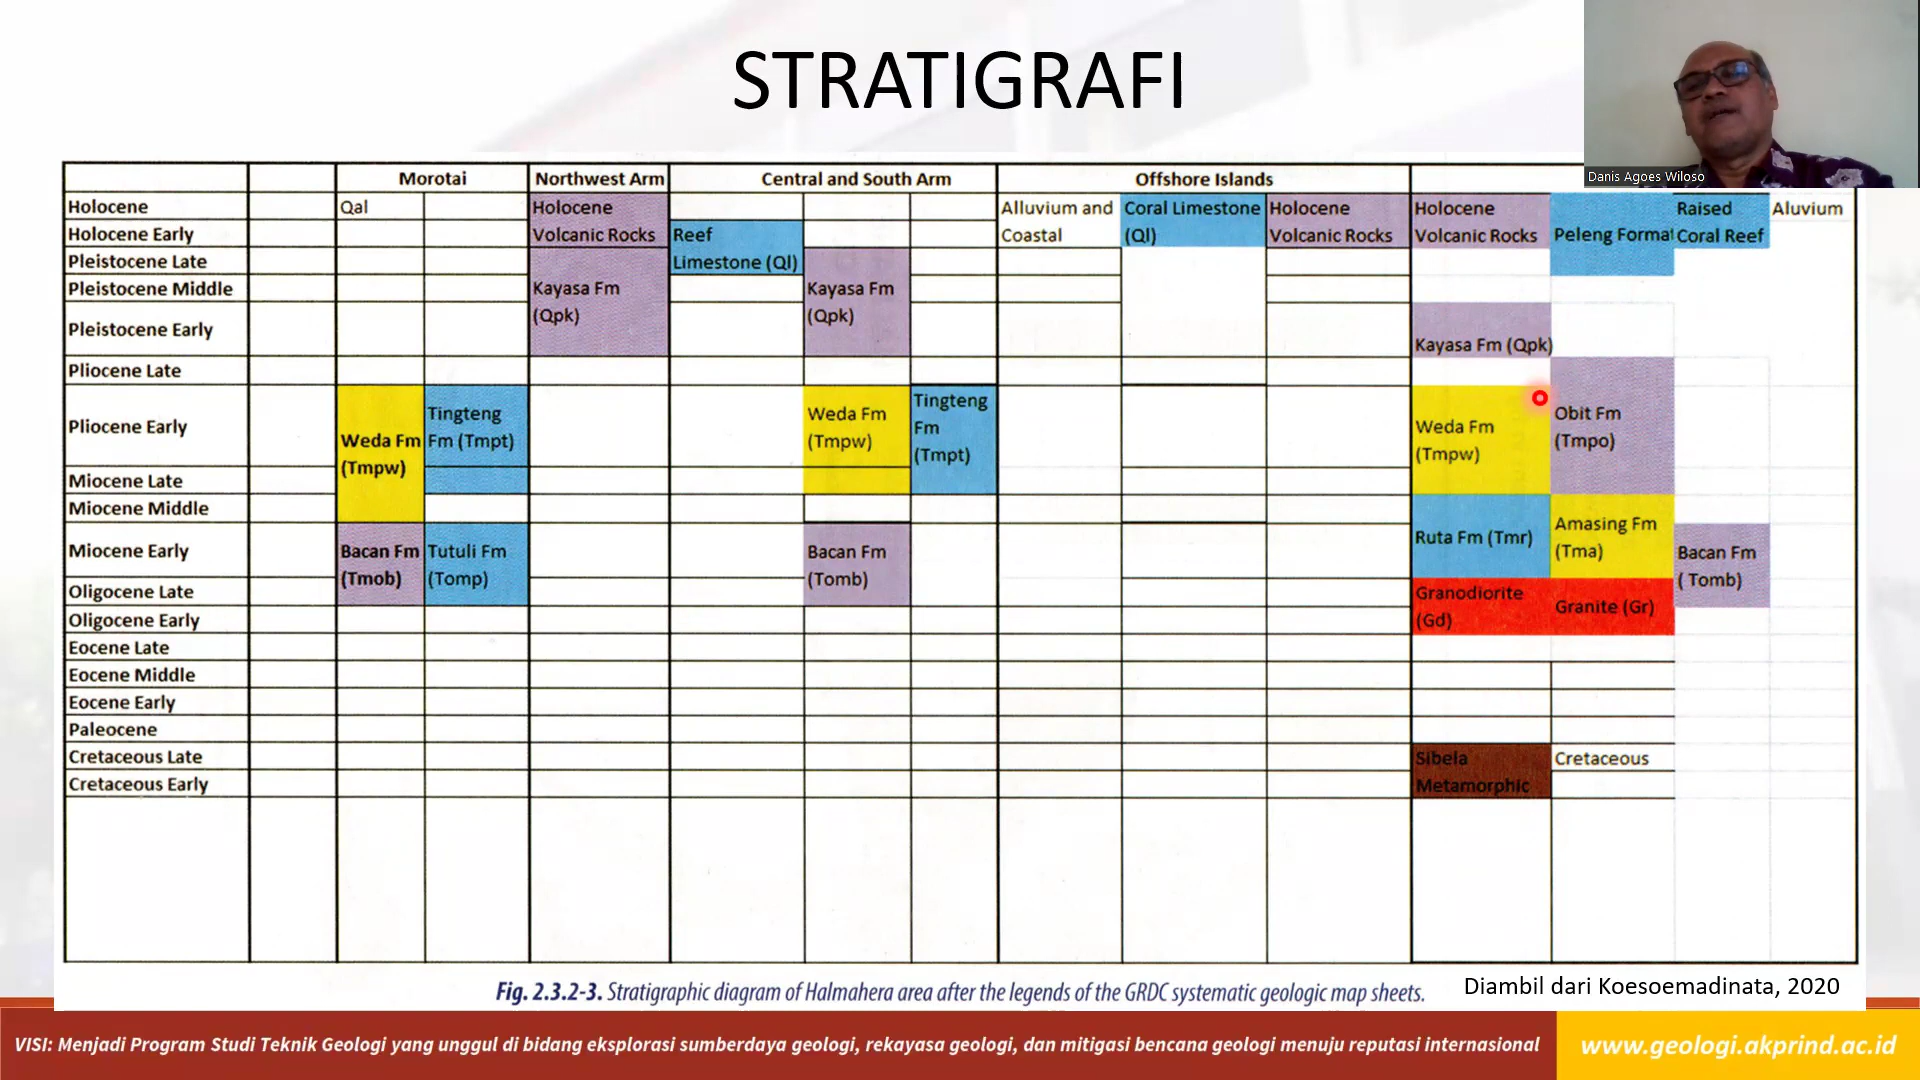 STRATIGRAFI
Danis Agoes Wiloso
Morotai Northwest Arm Central and South Arm Offshore Islands
Holocene Qal Holocene Alluvium and Coral Limestone Holocene Holocene Raised Aluvium
Holocene Early Volcanic Rocks Reef Coastal (Ql) Volcanic Rocks Volcanic Rocks Peleng Format Coral Reef
Pleistocene Late Limestone (Ql)
Pleistocene Middle Kayasa Fm Kayasa Fm
(Qpk) (Qpk)
Pleistocene Early
Kayasa Fm (Qpk)
Pliocene Late
Tingteng
Tingteng Weda Fm Obit Fm
Pliocene Early Fm Weda Fm
Weda Fm Fm (Tmpt) (Tmpw) (Tmpo)
(Tmpt) (Tmpw)
(Tmpw)
Miocene Late
Miocene Middle
Amasing Fm
Ruta Fm (Tmr)
Miocene Early Bacan Fm Tutuli Fm Bacan Fm (Tma) Bacan Fm
(Tmob) (Tomp) (Tomb) ( Tomb)
Oligocene Late Granodiorite
Granite (Gr)
Oligocene Early (Gd)
Eocene Late
Eocene Middle
Eocene Early
Paleocene
Cretaceous Late Sibela Cretaceous
Cretaceous Early Metamorphic
Fig. 2.3.2-3. Stratigraphic diagram of Halmahera area after the legends of the GRDC systematic geologic map sheets.
Diambil dari Koesoemadinata, 2020
VISI: Menjadi Program Studi Teknik Geologi yang unggul di bidang eksplorasi sumberdaya geologi, rekayasa geologi, dan mitigasi bencana geologi menuju reputasi internasional
www.geologi.akprind.ac.id